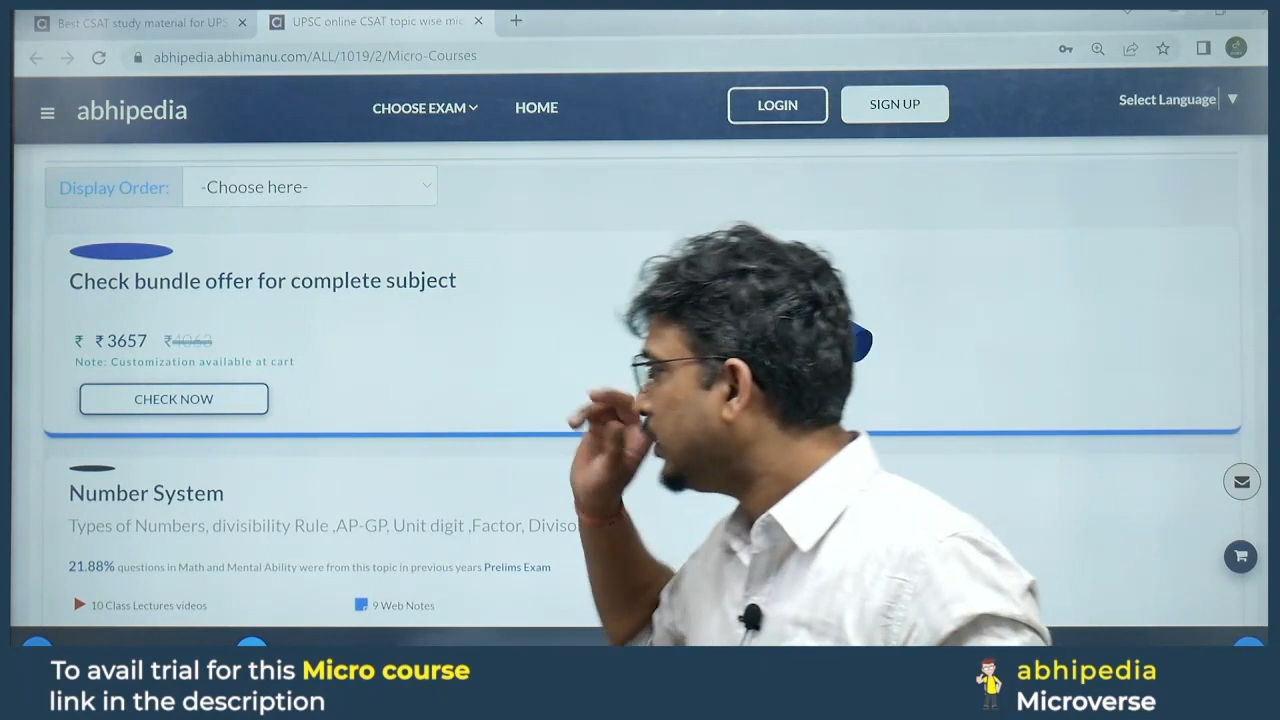 Best CSAT study material for UPS
UPSC online CSAT topic wise mic
abhipedia.abhimanu.com/ALL/1019/2/Micro-Courses
abhipedia
CHOOSE EXAM
HOME
LOGIN
SIGN UP
Select Language
Display Order:
-Choose here-
Check bundle offer for complete subject
₹ ₹ 3657 ₹4063
Note: Customization available at cart
CHECK NOW
Number System
Types of Numbers, divisibility Rule ,AP-GP, Unit digit ,Factor, Diviso
21.88% questions in Math and Mental Ability were from this topic in previous years Prelims Exam
10 Class Lectures videos
9 Web Notes
To avail trial for this Micro course
link in the description
abhipedia
Microverse